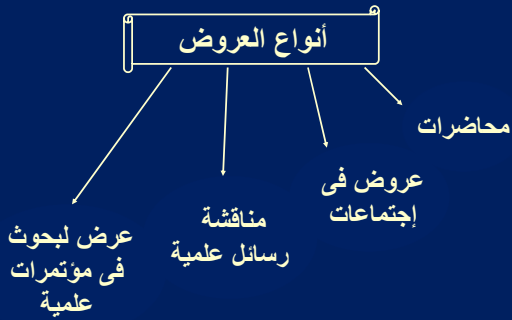 أنواع العروض
محاضرات
عروض فى
إجتماعات
مناقشة
رسائل علمية
عرض لبحوث
فى مؤتمرات
علمية